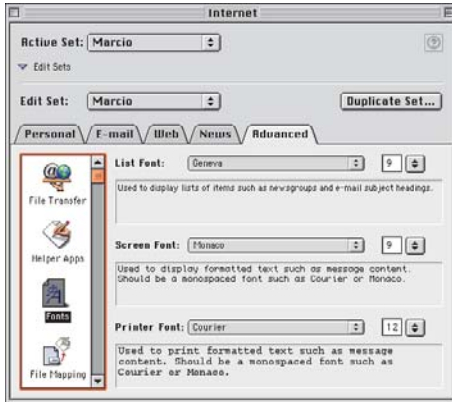 Internet
Active Set: Marcio
Edit Sets
Edit Set: Marcio
Duplicate Set...
Personal E-mail Web News Advanced
File Transfer
Helper Apps
Fonts
File Mapping
List Font: Geneva 9
Used to display lists of items such as newsgroups and e-mail subject headings.
Screen Font: Monaco 9
Used to display formatted text such as message content.
Should be a monospaced font such as Courier or Monaco.
Printer Font: Courier 12
Used to print formatted text such as message
content. Should be a monospaced font such as
Courier or Monaco.